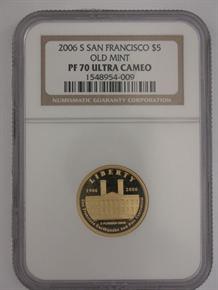 2006 S SAN FRANCISCO $5
OLD MINT
PF 70 ULTRA CAMEO
1548954-009
NUMISMATIC GUARANTY CORPORATION
LIBERTY
1906 2006